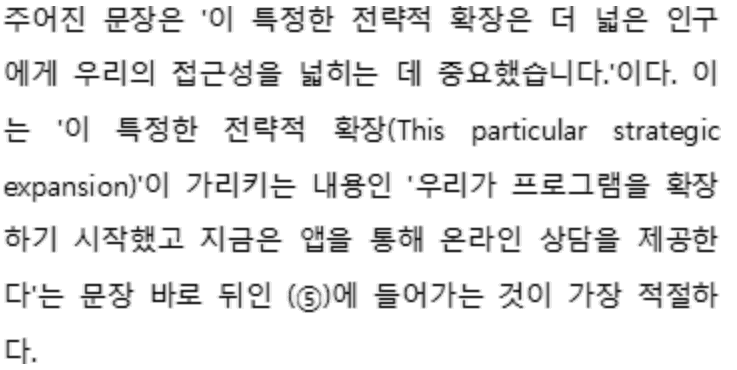 주어진 문장은 '이 특정한 전략적 확장은 더 넓은 인구
에게 우리의 접근성을 넓히는 데 중요했습니다.'이다. 이
는 '이 특정한 전략적 확장(This particular strategic
expansion)'이 가리키는 내용인 '우리가 프로그램을 확장
하기 시작했고 지금은 앱을 통해 온라인 상담을 제공한
다'는 문장 바로 뒤인 (⑤)에 들어가는 것이 가장 적절하
다.